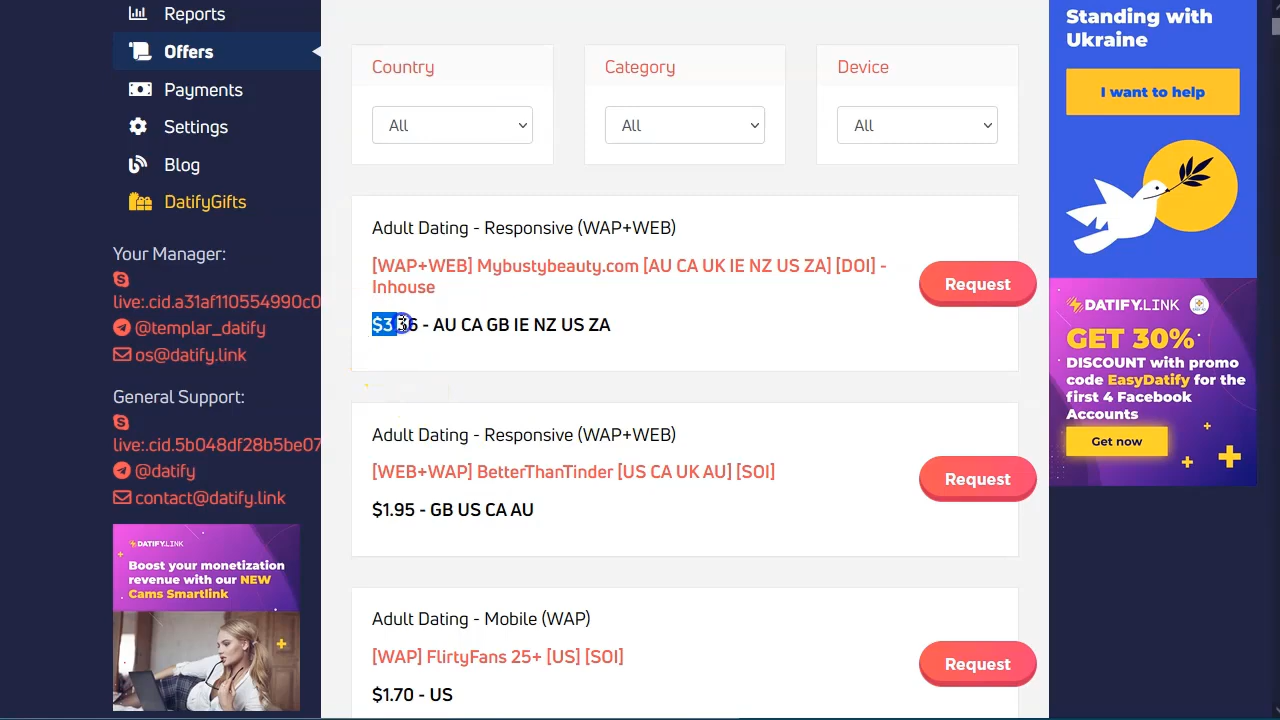 Reports
Offers
Payments
Settings
Blog
DatifyGifts
Your Manager:
live:.cid.a31af110554990c0
@templar_datify
os@datify.link
General Support:
live:.cid.5b048df28b5be07
@datify
contact@datify.link
DATIFY.LINK
Boost your monetization
revenue with our NEW
Cams Smartlink
Country
Category
Device
All
All
All
Adult Dating - Responsive (WAP+WEB)
[WAP+WEB] Mybustybeauty.com [AU CA UK IE NZ US ZA] [DOI] -
Inhouse
- AU CA GB IE NZ US ZA
Request
Adult Dating - Responsive (WAP+WEB)
[WEB+WAP] BetterThanTinder [US CA UK AU] [SOI]
$1.95 - GB US CA AU
Request
Adult Dating - Mobile (WAP)
[WAP] FlirtyFans 25+ [US] [SOI]
$1.70 - US
Request
Standing with
Ukraine
I want to help
DATIFY.LINK
GET 30%
DISCOUNT with promo
code EasyDatify for the
first 4 Facebook
Accounts
Get now